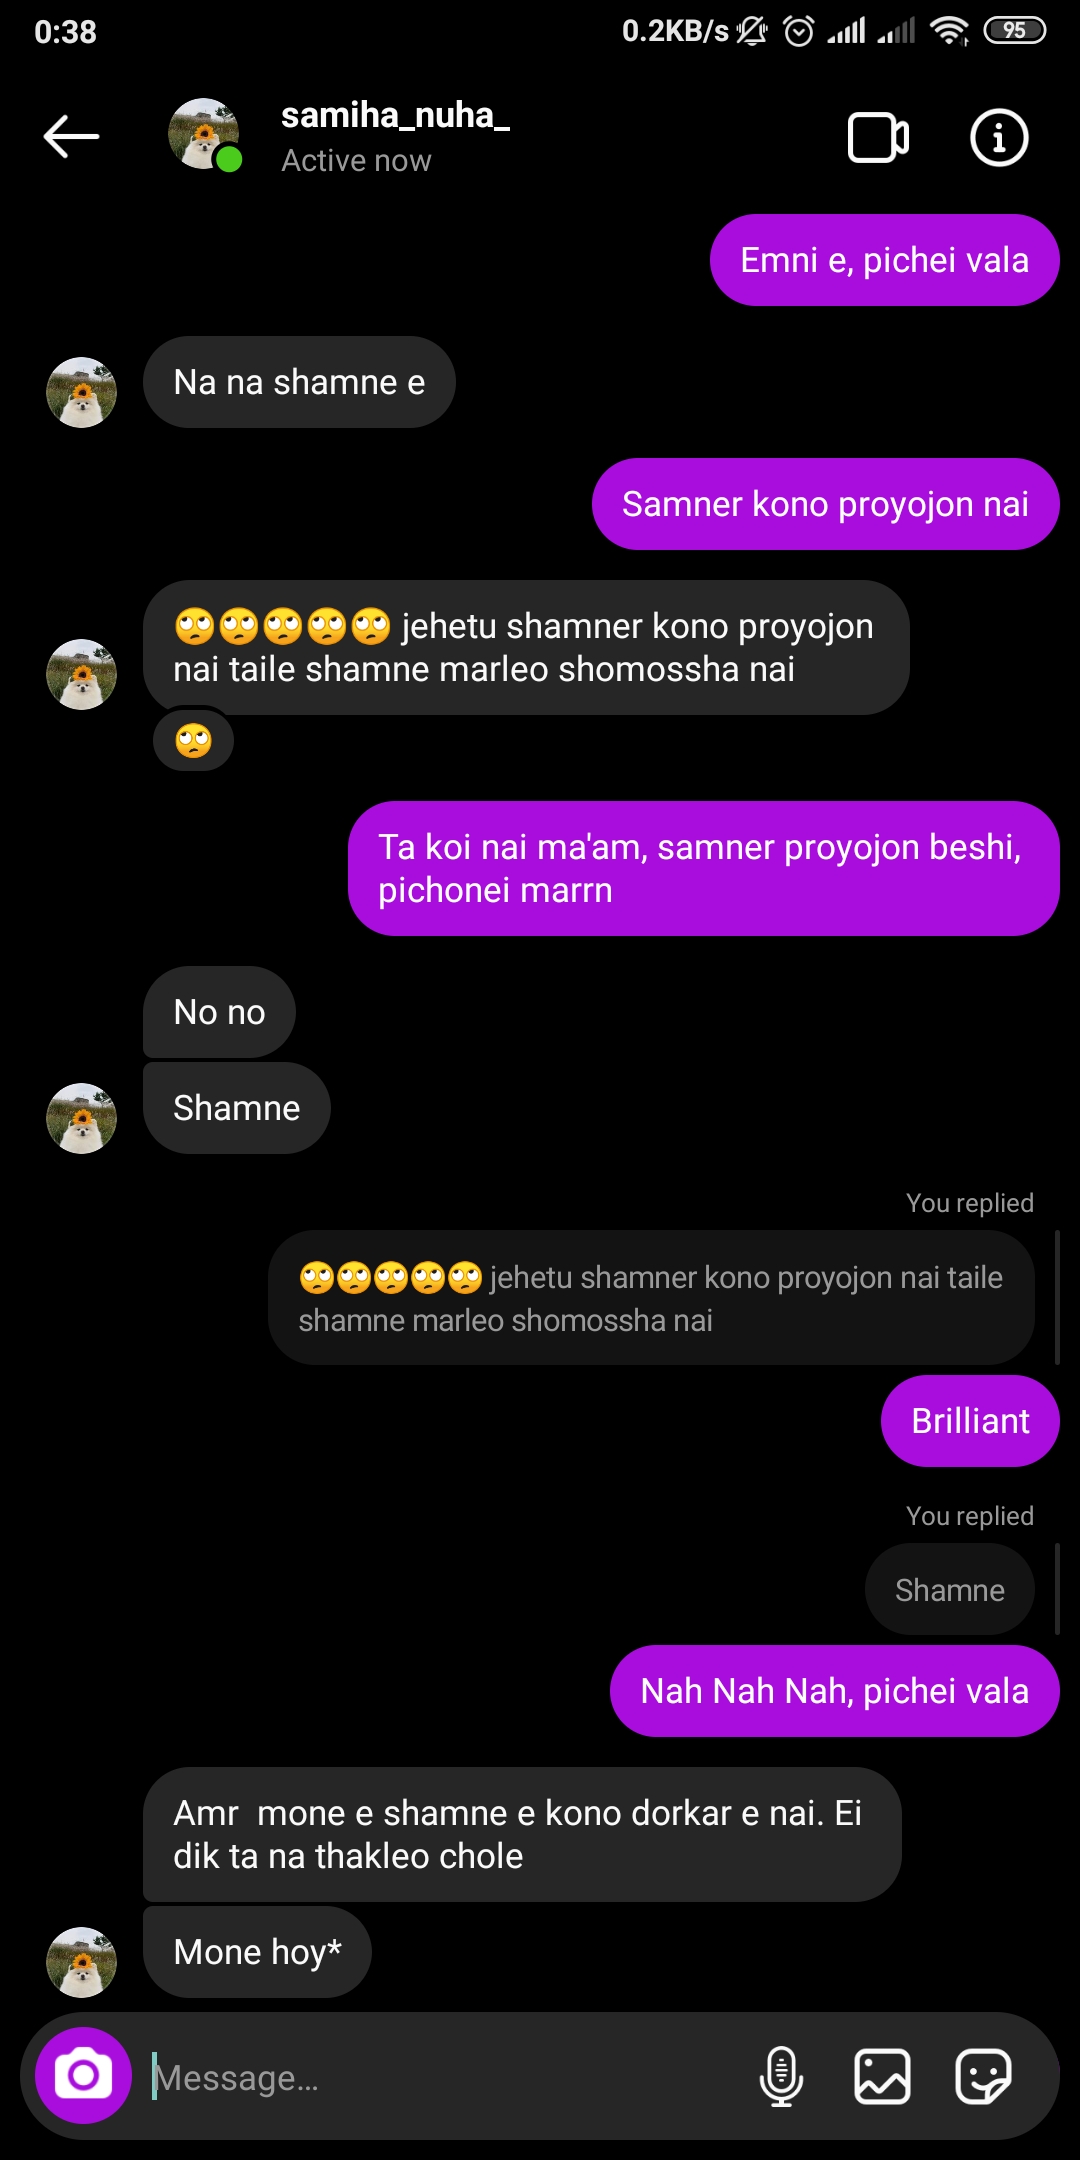 0:38
0.2KB/s
95
samiha_nuha_
Active now
Emni e, pichei vala
Na na shamne e
Samner kono proyojon nai
🙄🙄🙄🙄🙄 jehetu shamner kono proyojon
nai taile shamne marleo shomossha nai
🙄
Ta koi nai ma'am, samner proyojon beshi,
pichonei marrn
No no
Shamne
You replied
🙄🙄🙄🙄🙄 jehetu shamner kono proyojon nai taile
shamne marleo shomossha nai
Brilliant
You replied
Shamne
Nah Nah Nah, pichei vala
Amr  mone e shamne e kono dorkar e nai. Ei
dik ta na thakleo chole
Mone hoy*
Message…